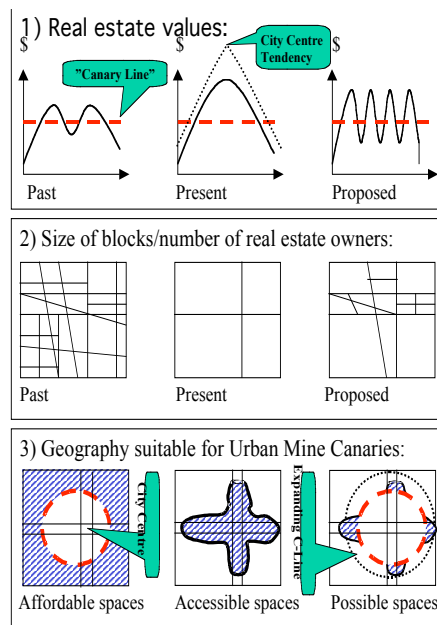 1) Real estate values:
$ $ $
City Centre
Tendency
"Canary Line"
Past Present Proposed
2) Size of blocks/number of real estate owners:
Past Present Proposed
3) Geography suitable for Urban Mine Canaries:
City Centre
Expanding C-Line
Affordable spaces Accessible spaces Possible spaces